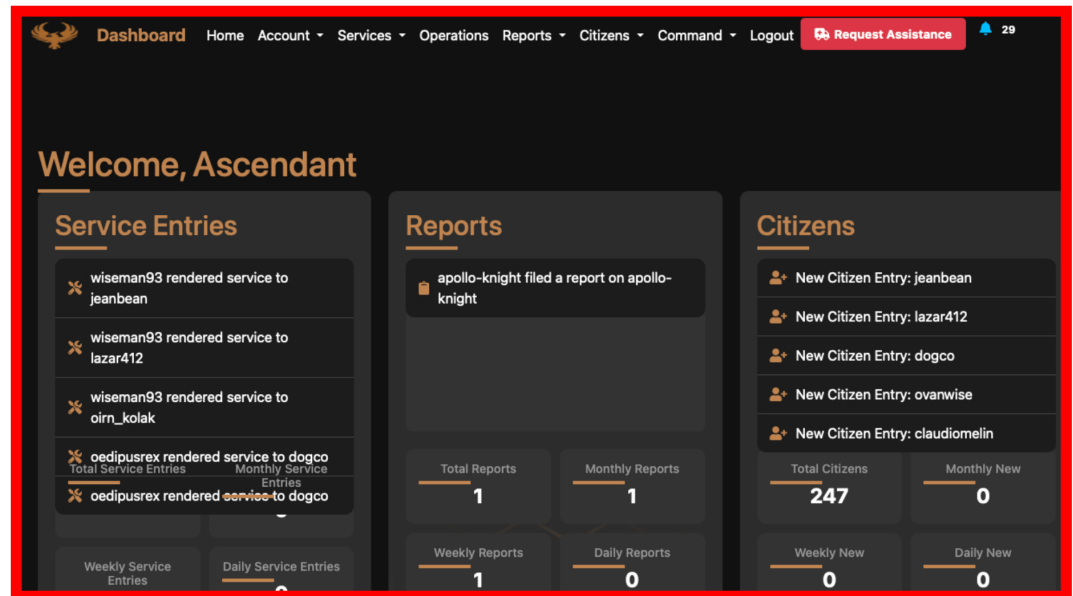 Dashboard Home Account Services Operations Reports Citizens Command Logout Request Assistance 29
Welcome, Ascendant
Service Entries
wiseman93 rendered service to
jeanbean
wiseman93 rendered service to
lazar412
wiseman93 rendered service to
oirn_kolak
oedipusrex rendered service to dogco
oedipusrex rendered service to dogco
Total Service Entries
Monthly Service
Entries
Weekly Service
Entries
Daily Service Entries
Reports
apollo-knight filed a report on apollo-
knight
Total Reports
1
Monthly Reports
1
Weekly Reports
1
Daily Reports
0
Citizens
New Citizen Entry: jeanbean
New Citizen Entry: lazar412
New Citizen Entry: dogco
New Citizen Entry: ovanwise
New Citizen Entry: claudiomelin
Total Citizens
247
Monthly New
0
Weekly New
0
Daily New
0